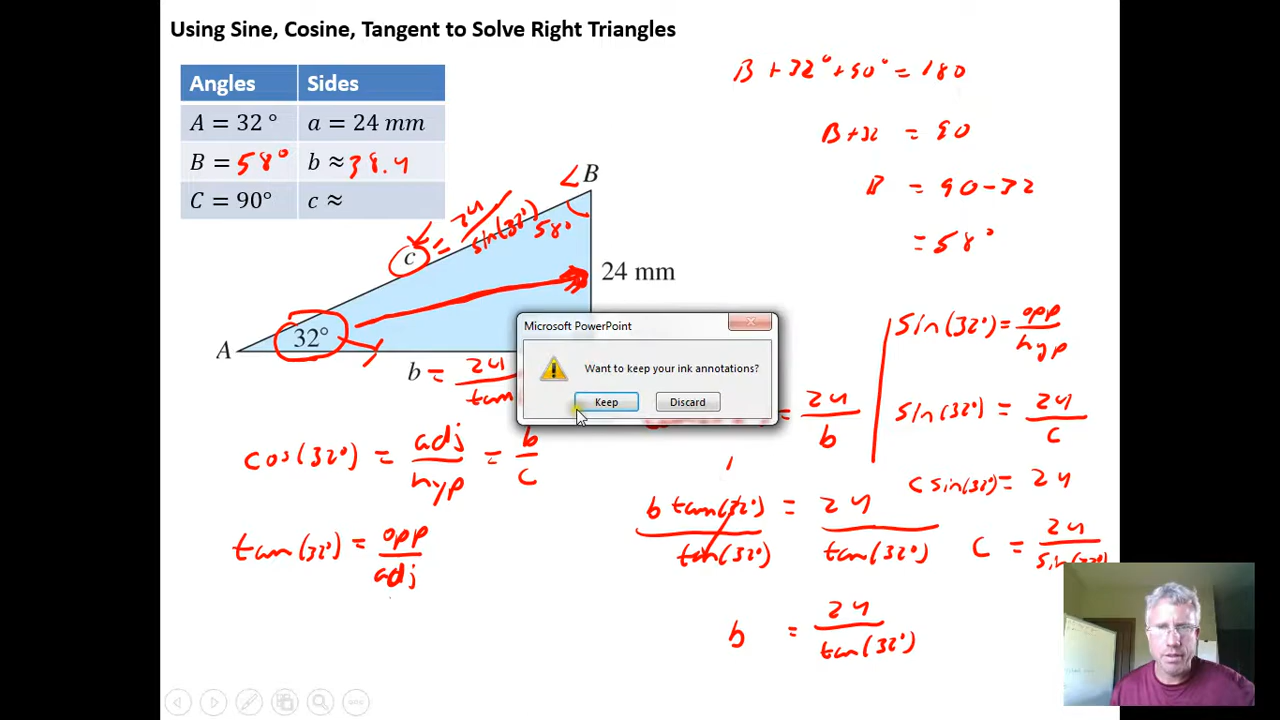 Using Sine, Cosine, Tangent to Solve Right Triangles
Angles Sides
A = 32° a = 24 mm
B = 58° b ≈ 38.4
C = 90° c ≈
B + 32° + 90° = 180
B + 32 = 90
B = 90 - 32
= 58°
∠B
58°
c = 24/sin(32°)
24 mm
32°
A
b = 24/tan
Microsoft PowerPoint
Want to keep your ink annotations?
Keep Discard
cos(32°) = adj/hyp = b/c
tan(32°) = opp/adj
= 24/b
b tan(32°) = 24
tan(32°) tan(32°)
b = 24/tan(32°)
sin(32°) = opp/hyp
sin(32°) = 24/c
c sin(32°) = 24
c = 24/sin(32°)